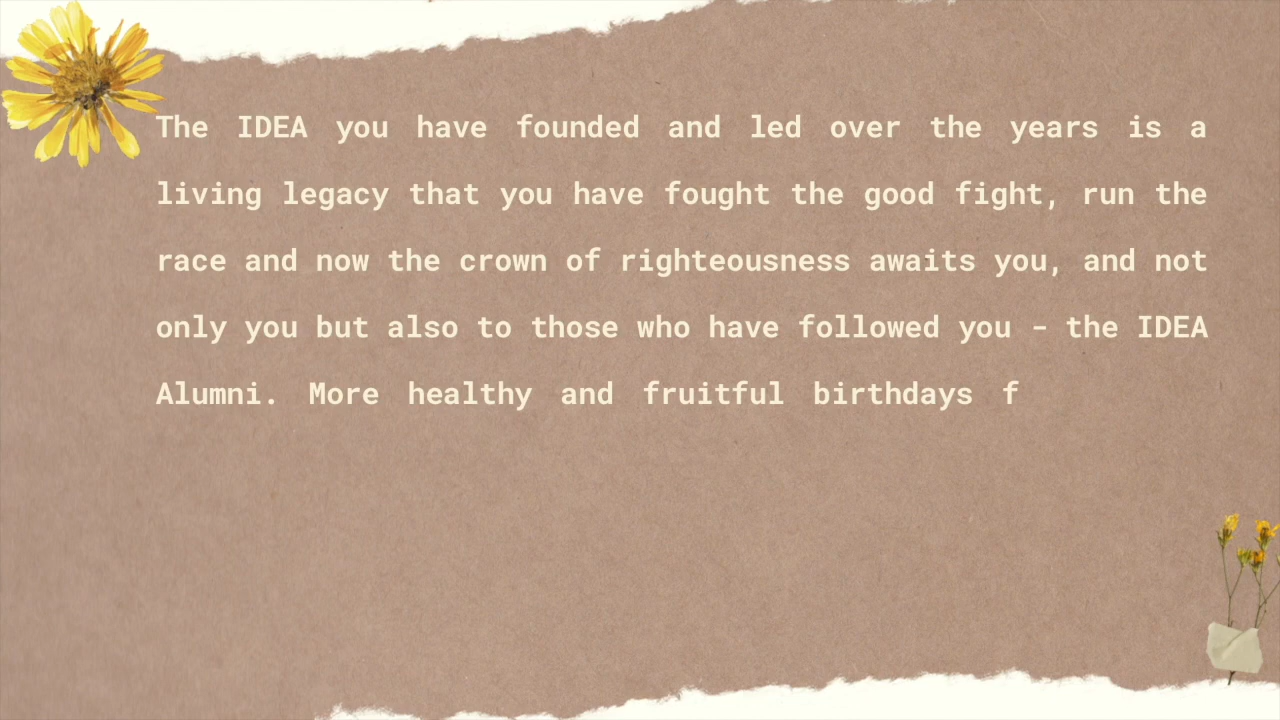 The IDEA you have founded and led over the years is a
living legacy that you have fought the good fight, run the
race and now the crown of righteousness awaits you, and not
only you but also to those who have followed you - the IDEA
Alumni. More healthy and fruitful birthdays f